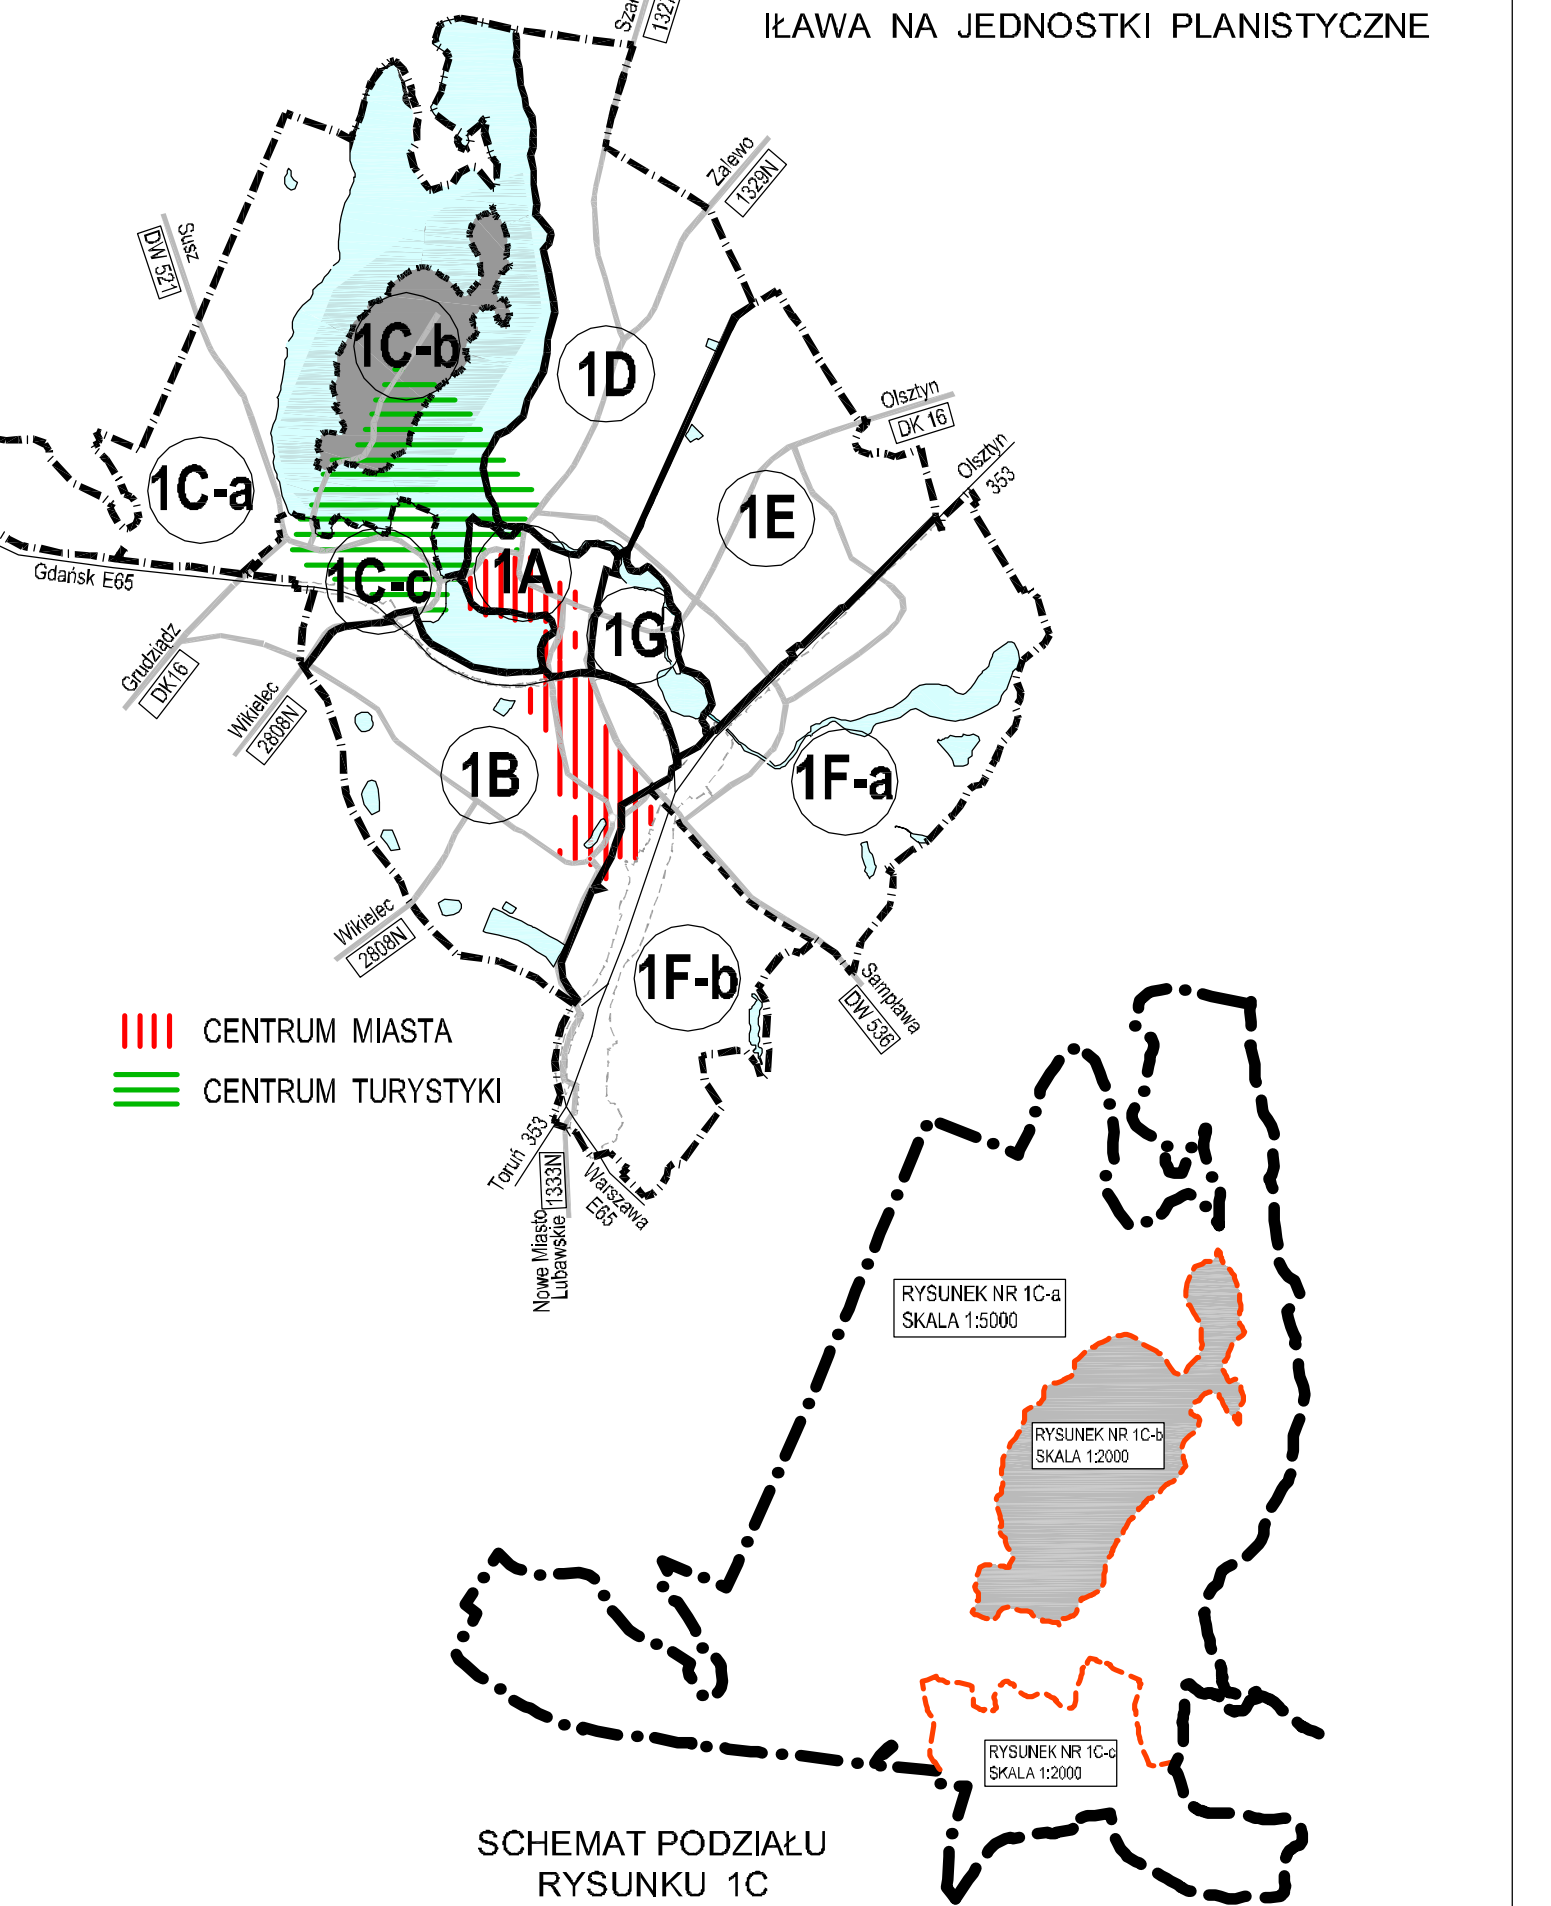 IŁAWA NA JEDNOSTKI PLANISTYCZNE
Zalewo
1329N
Susz
DW 521
1C-b
1D
Olsztyn
DK 16
Olsztyn
353
1C-a
1E
Gdańsk E65
1C-c
1A
1G
Grudziądz
DK16
Wikielec
2808N
1B
1F-a
Wikielec
2808N
1F-b
Sampława
DW 536
CENTRUM MIASTA
CENTRUM TURYSTYKI
Toruń 353
1333N
Warszawa
E65
Nowe Miasto
Lubawskie
RYSUNEK NR 1C-a
SKALA 1:5000
RYSUNEK NR 1C-b
SKALA 1:2000
RYSUNEK NR 1C-c
SKALA 1:2000
SCHEMAT PODZIAŁU
RYSUNKU 1C